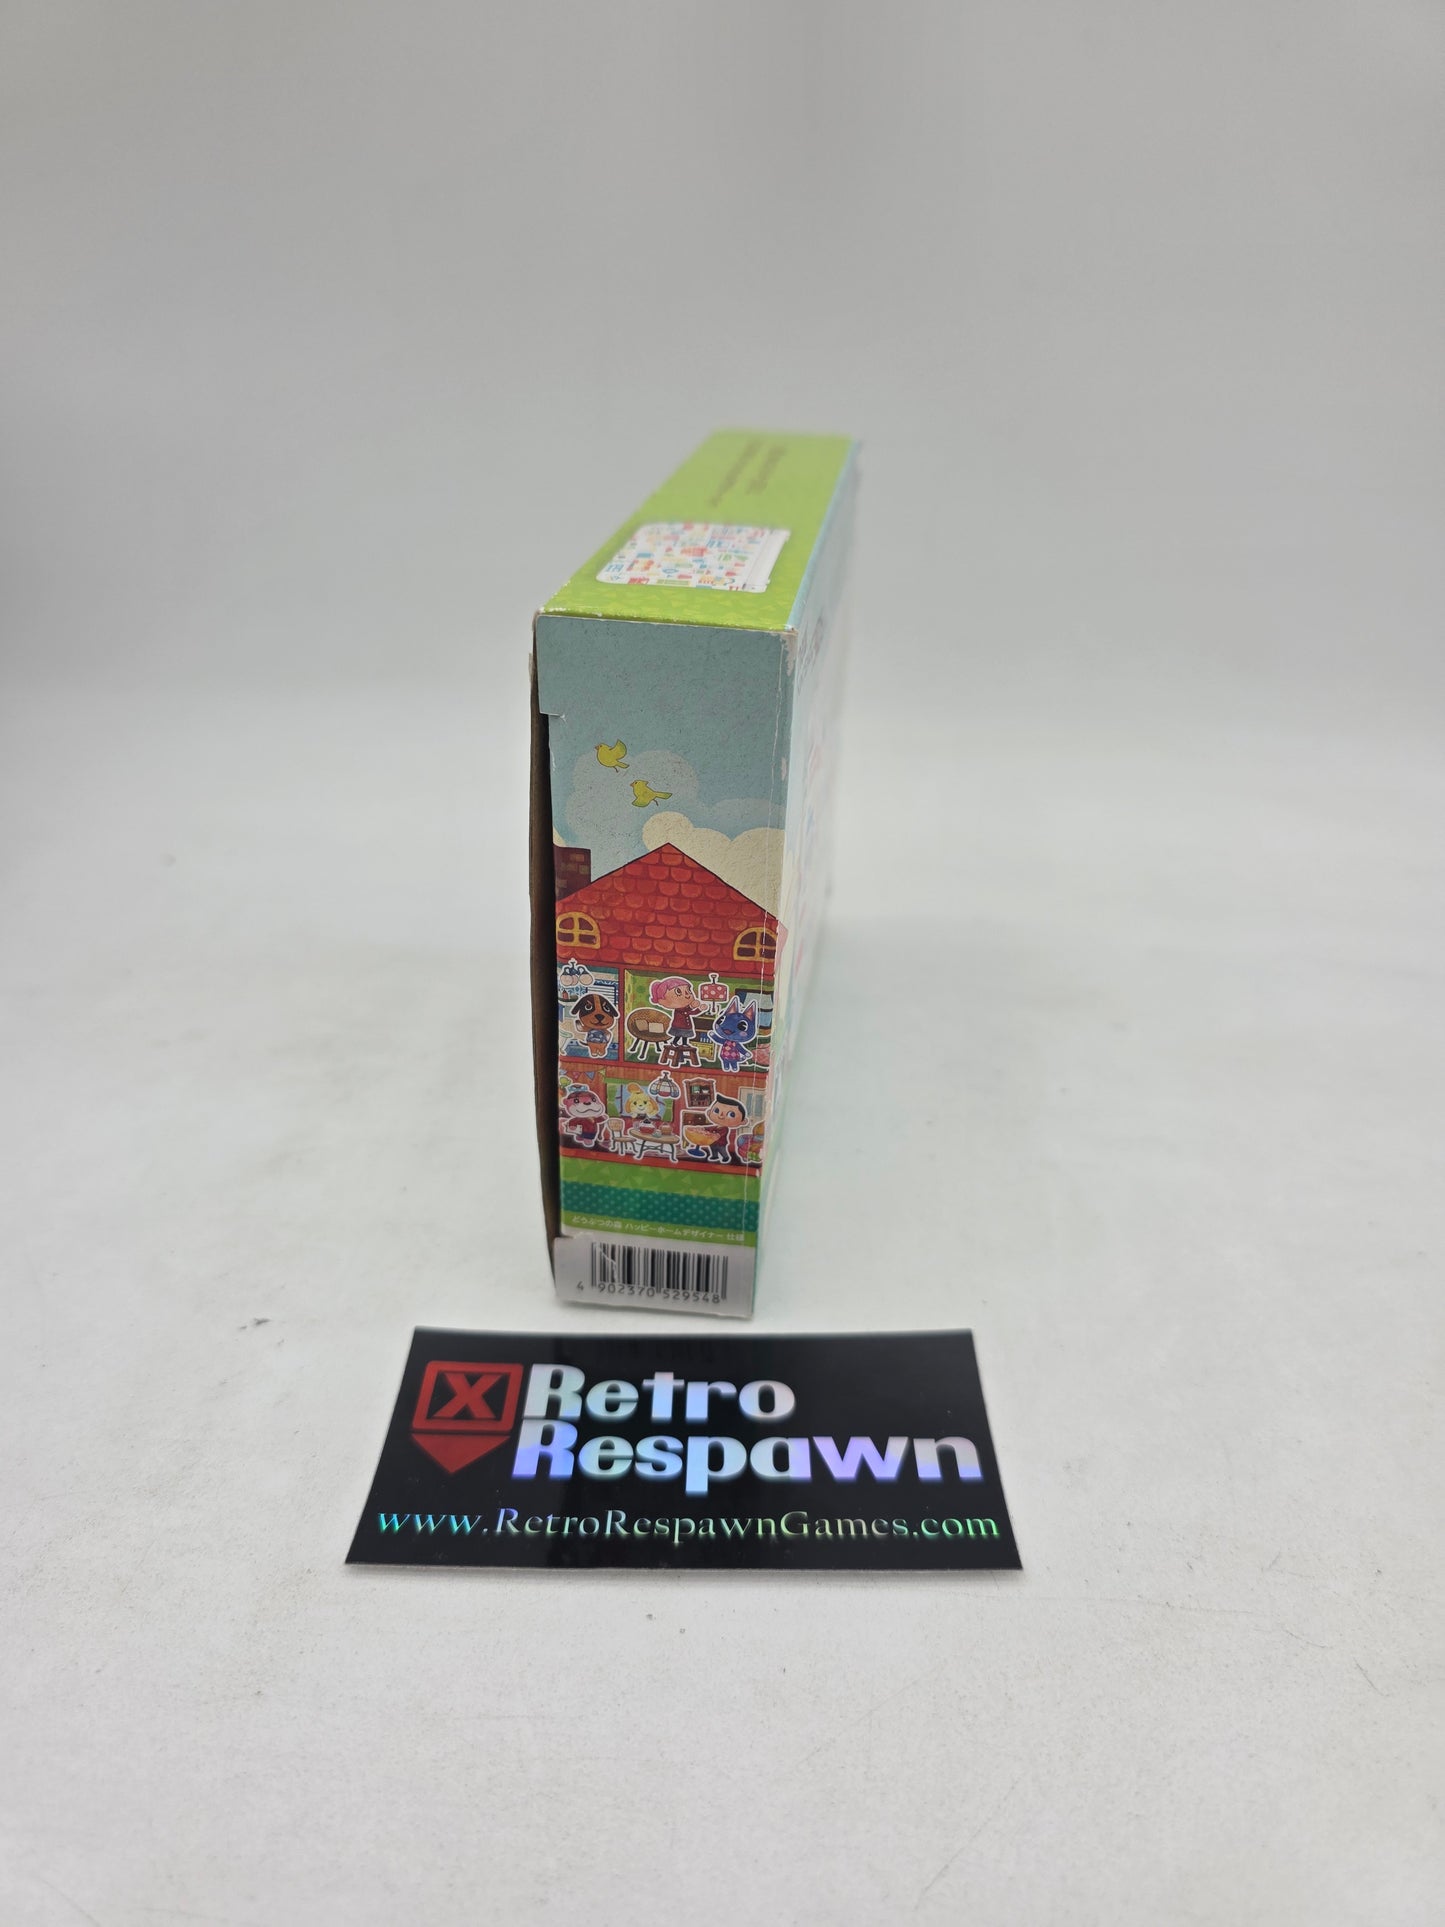 どうぶつの森 ハッピーホームデザイナー 仕様
4 902370 529548
X Retro
Respawn
www.RetroRespawnGames.com